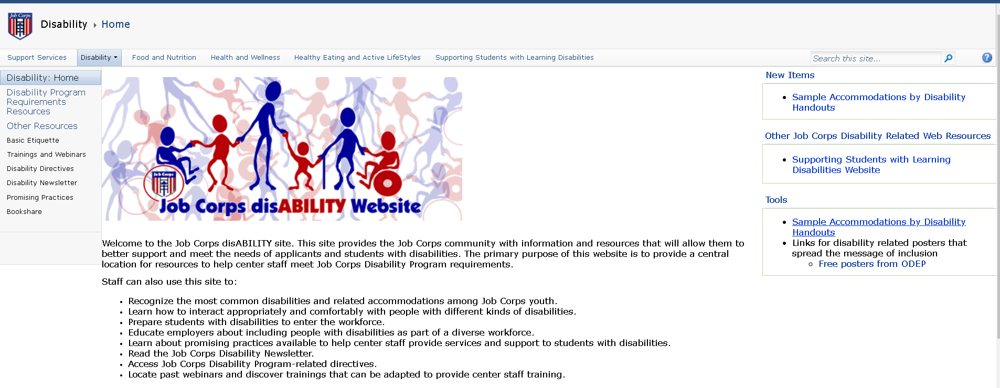 Job Corps
Disability
Home
Support Services
Disability
Food and Nutrition
Health and Wellness
Healthy Eating and Active LifeStyles
Supporting Students with Learning Disabilities
Search this site...
?
Disability: Home
Disability Program
Requirements
Resources
Other Resources
Basic Etiquette
Trainings and Webinars
Disability Directives
Disability Newsletter
Promising Practices
Bookshare
Job Corps
Job Corps disABILITY Website
Welcome to the Job Corps disABILITY site. This site provides the Job Corps community with information and resources that will allow them to
better support and meet the needs of applicants and students with disabilities. The primary purpose of this website is to provide a central
location for resources to help center staff meet Job Corps Disability Program requirements.
Staff can also use this site to:
Recognize the most common disabilities and related accommodations among Job Corps youth.
Learn how to interact appropriately and comfortably with people with different kinds of disabilities.
Prepare students with disabilities to enter the workforce.
Educate employers about including people with disabilities as part of a diverse workforce.
Learn about promising practices available to help center staff provide services and support to students with disabilities.
Read the Job Corps Disability Newsletter.
Access Job Corps Disability Program-related directives.
Locate past webinars and discover trainings that can be adapted to provide center staff training.
New Items
Sample Accommodations by Disability
Handouts
Other Job Corps Disability Related Web Resources
Supporting Students with Learning
Disabilities Website
Tools
Sample Accommodations by Disability
Handouts
Links for disability related posters that
spread the message of inclusion
Free posters from ODEP